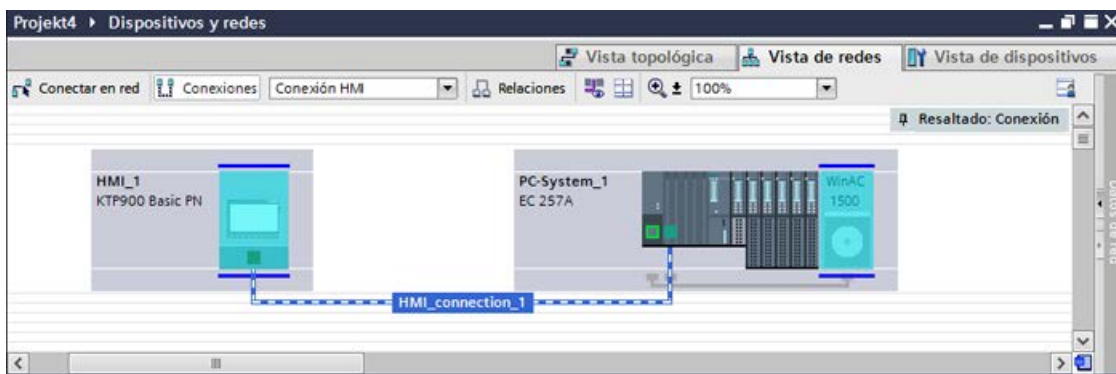 Projekt4 ▸ Dispositivos y redes
Vista topológica Vista de redes Vista de dispositivos
Conectar en red Conexiones Conexión HMI Relaciones 100%
Resaltado: Conexión
HMI_1
KTP900 Basic PN
PC-System_1
EC 257A
WinAC
1500
HMI_connection_1